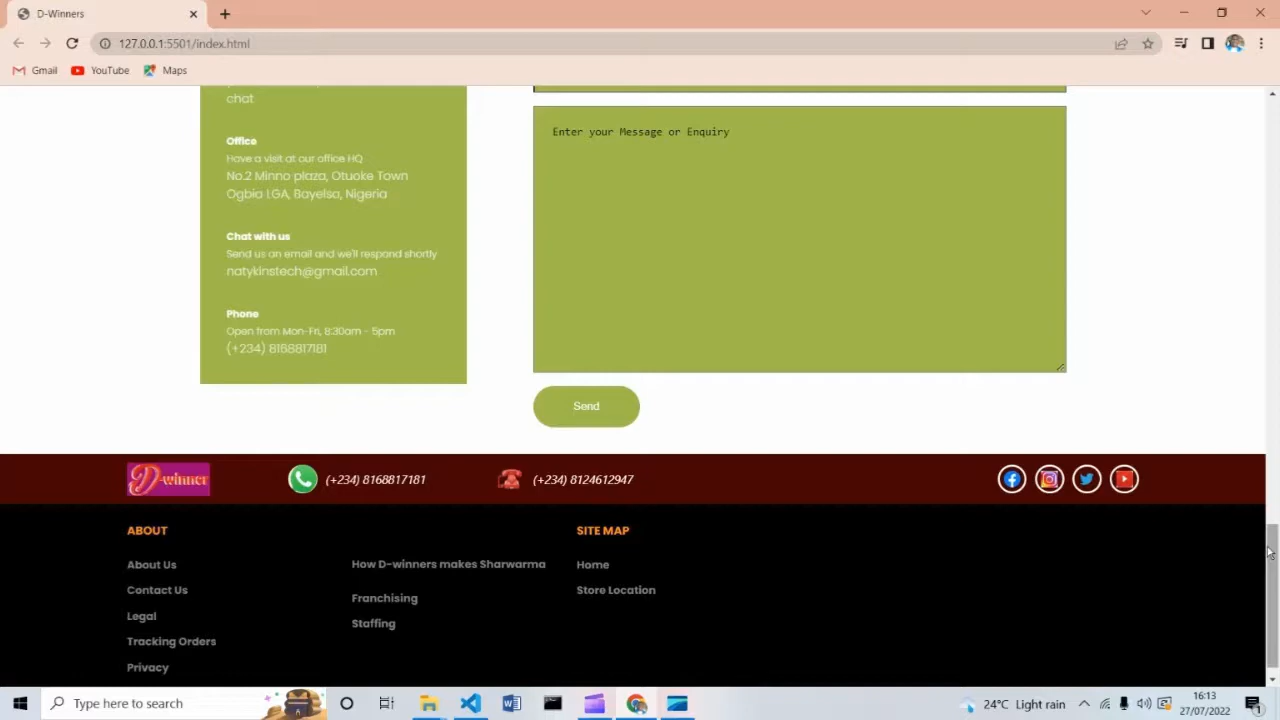 D-Winners
127.0.0.1:5501/index.html
Gmail
YouTube
Maps
chat
Office
Have a visit at our office HQ
No.2 Minno plaza, Otuoke Town
Ogbia LGA, Bayelsa, Nigeria
Chat with us
Send us an email and we'll respond shortly
natykinstech@gmail.com
Phone
Open from Mon-Fri, 8:30am - 5pm
(+234) 8168817181
Enter your Message or Enquiry
Send
D-winner
(+234) 8168817181
(+234) 8124612947
ABOUT
About Us
Contact Us
Legal
Tracking Orders
Privacy
How D-winners makes Sharwarma
Franchising
Staffing
SITE MAP
Home
Store Location
Type here to search
24°C Light rain
16:13
27/07/2022
1